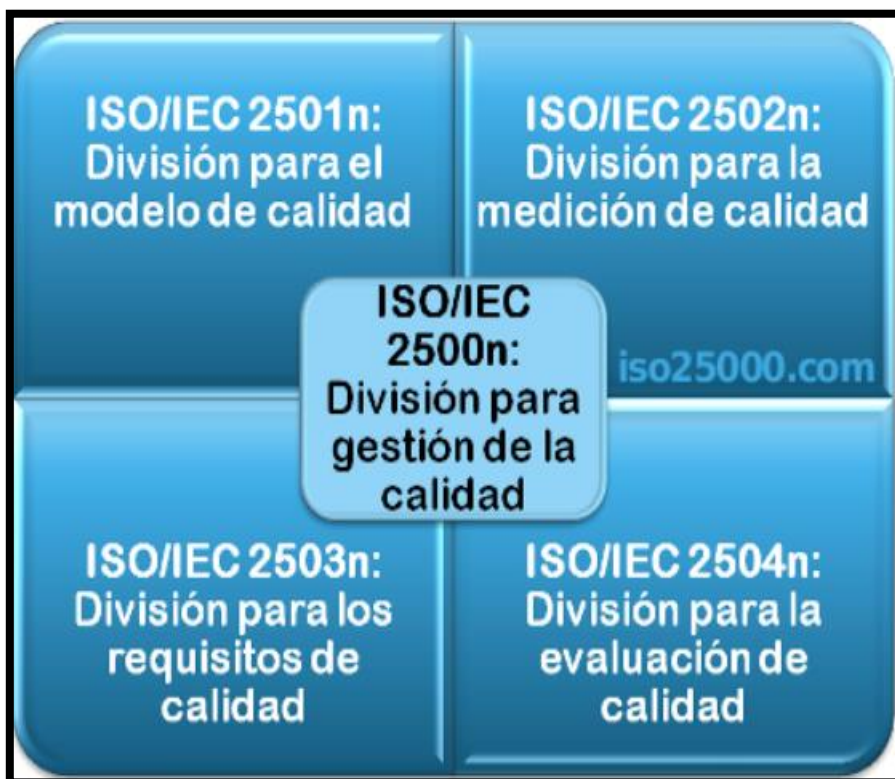 ISO/IEC 2501n:
División para el
modelo de calidad
ISO/IEC 2502n:
División para la
medición de calidad
ISO/IEC
2500n:
División para
gestión de la
calidad
iso25000.com
ISO/IEC 2503n:
División para los
requisitos de
calidad
ISO/IEC 2504n:
División para la
evaluación de
calidad